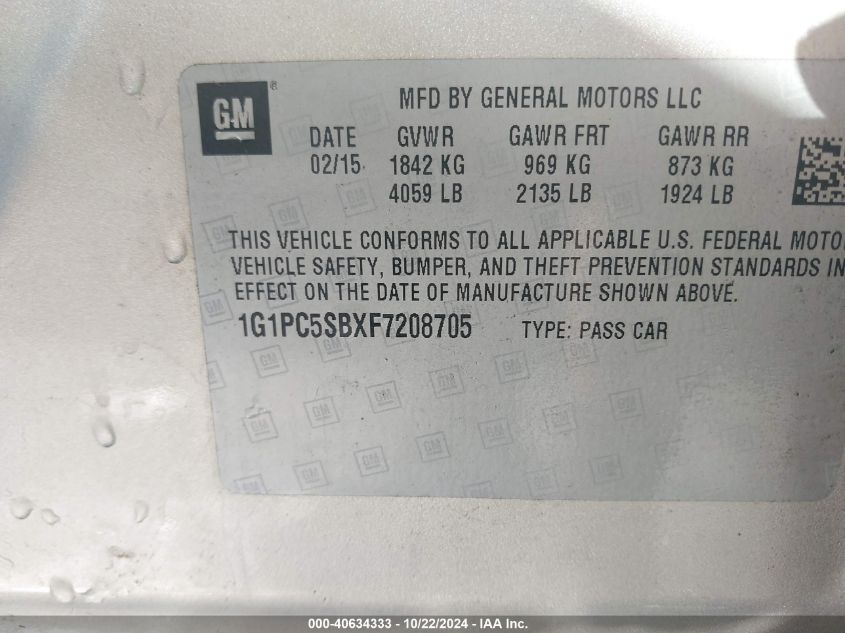 GM ® MFD BY GENERAL MOTORS LLC
DATE GVWR GAWR FRT GAWR RR
02/15 1842 KG 969 KG 873 KG
4059 LB 2135 LB 1924 LB
THIS VEHICLE CONFORMS TO ALL APPLICABLE U.S. FEDERAL MOTO
VEHICLE SAFETY, BUMPER, AND THEFT PREVENTION STANDARDS IN
EFFECT ON THE DATE OF MANUFACTURE SHOWN ABOVE.
1G1PC5SBXF7208705 TYPE: PASS CAR
000-40634333 - 10/22/2024 - IAA Inc.